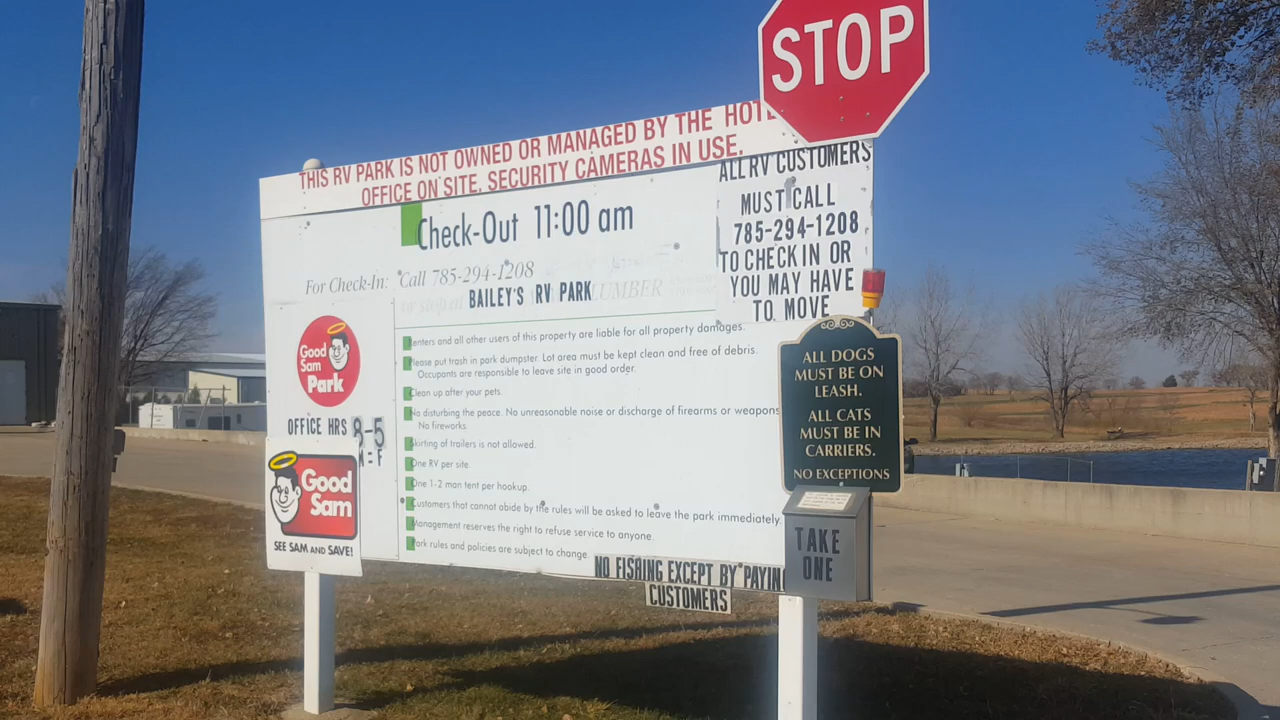 STOP
THIS RV PARK IS NOT OWNED OR MANAGED BY THE HOTE
OFFICE ON SITE. SECURITY CAMERAS IN USE.
Check-Out 11:00 am
For Check-In: Call 785-294-1208
or stop at LUMBER
BAILEY'S RV PARK
ALL RV CUSTOMERS
MUST CALL
785-294-1208
TO CHECK IN OR
YOU MAY HAVE
TO MOVE
Good
Sam
Park
OFFICE HRS 8-5
M-F
Good
Sam
SEE SAM AND SAVE!
enters and all other users of this property are liable for all property damages.
lease put trash in park dumpster. Lot area must be kept clean and free of debris.
Occupants are responsible to leave site in good order.
Clean up after your pets.
No disturbing the peace. No unreasonable noise or discharge of firearms or weapons
No fireworks.
Skirting of trailers is not allowed.
One RV per site.
One 1-2 man tent per hookup.
Customers that cannot abide by the rules will be asked to leave the park immediately.
Management reserves the right to refuse service to anyone.
Park rules and policies are subject to change.
NO FISHING EXCEPT BY PAYIN
CUSTOMERS
ALL DOGS
MUST BE ON
LEASH.
ALL CATS
MUST BE IN
CARRIERS.
NO EXCEPTIONS
TAKE
ONE